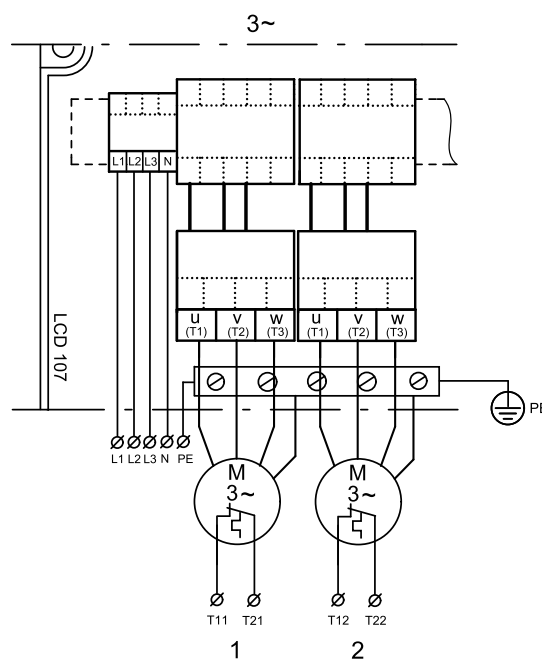 3~
L1 L2 L3 N
u v w u v w
(T1) (T2) (T3) (T1) (T2) (T3)
LCD 107
PE
L1 L2 L3 N PE
M M
3~ 3~
T11 T21 T12 T22
1 2